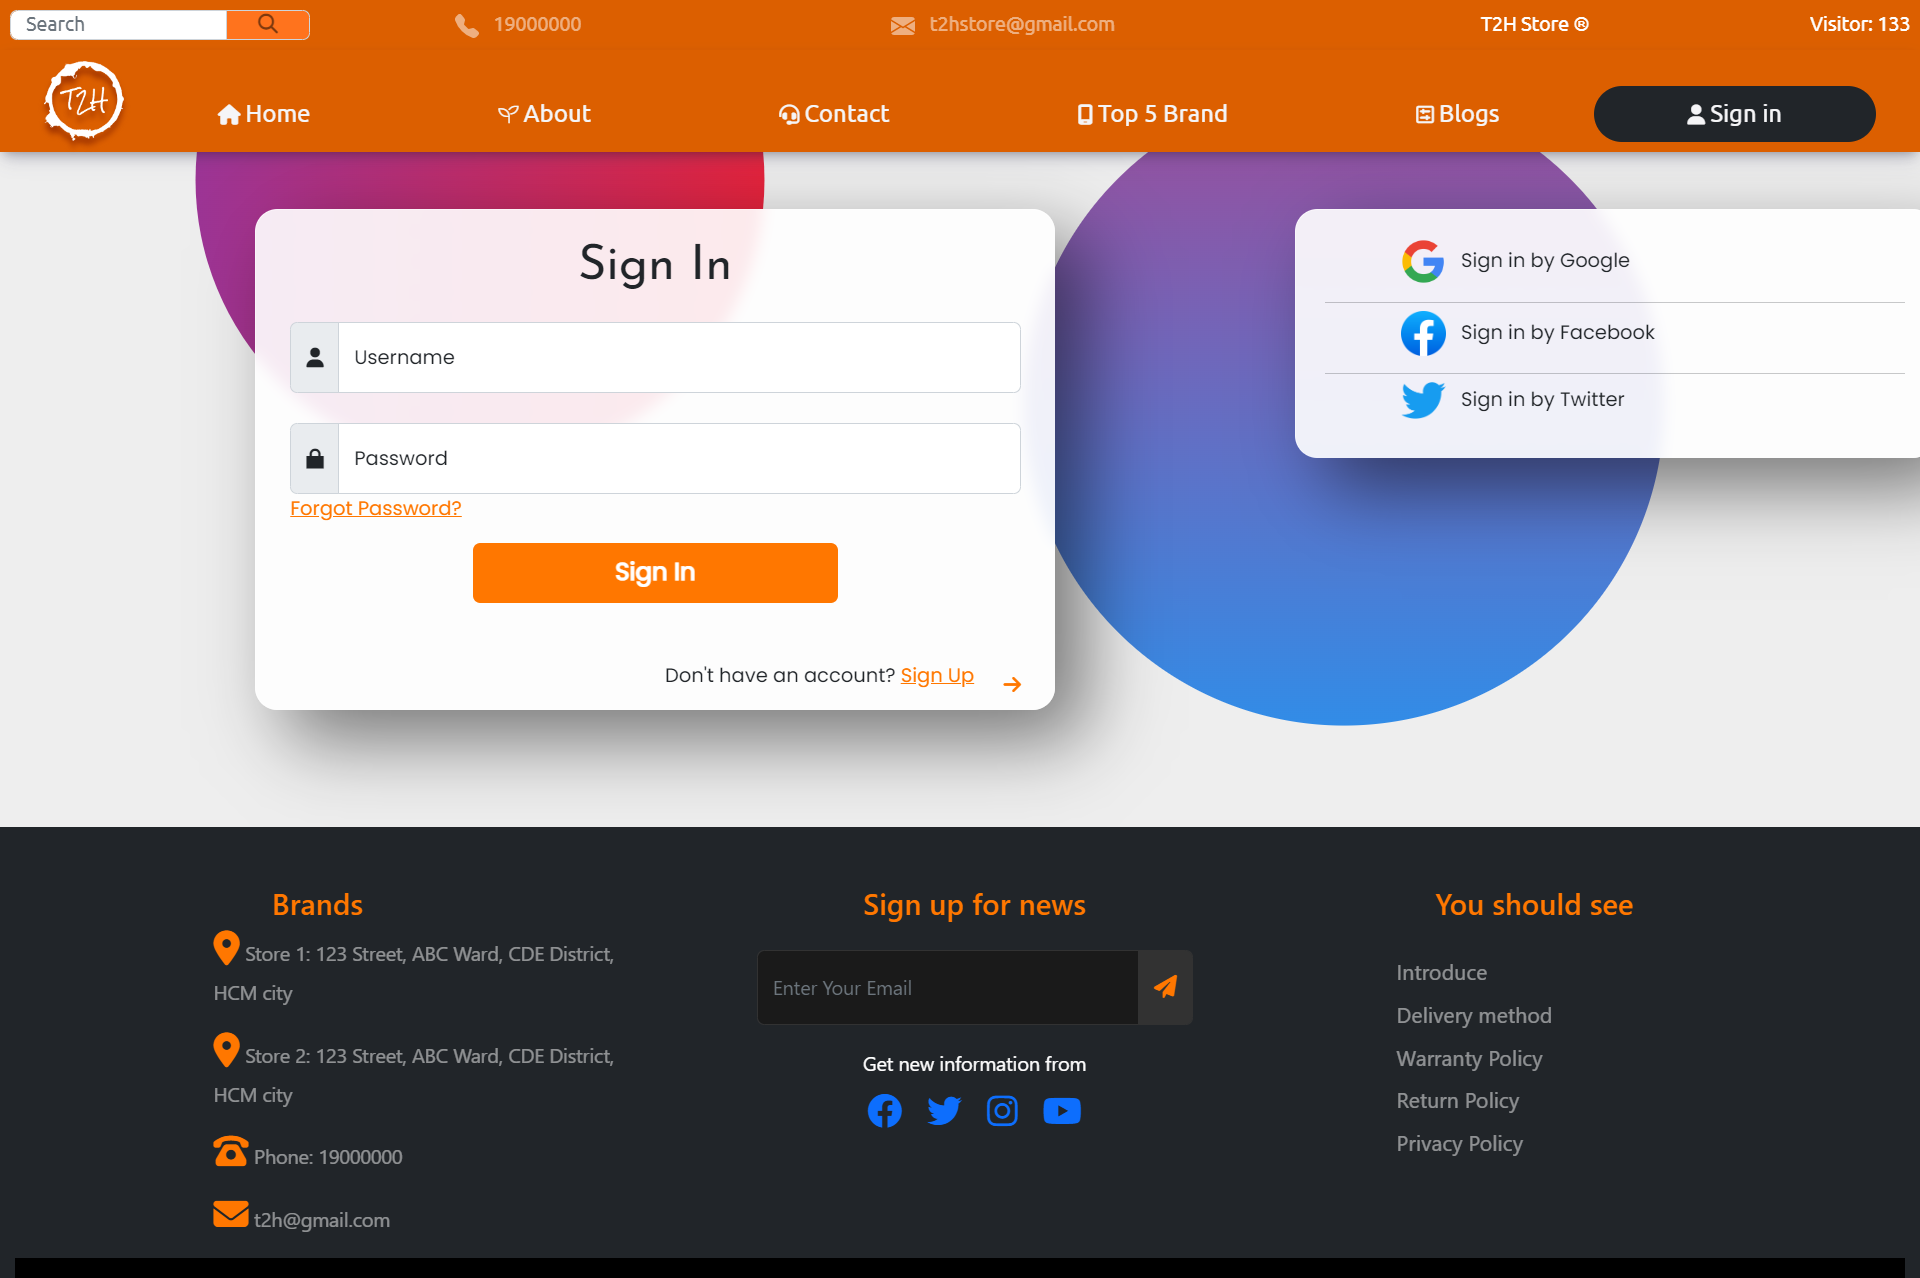 Search
19000000
t2hstore@gmail.com
T2H Store ®
Visitor: 133
T2H
Home
About
Contact
Top 5 Brand
Blogs
Sign in
Sign In
Username
Password
Forgot Password?
Sign In
Don't have an account? Sign Up
Sign in by Google
Sign in by Facebook
Sign in by Twitter
Brands
Store 1: 123 Street, ABC Ward, CDE District,
HCM city
Store 2: 123 Street, ABC Ward, CDE District,
HCM city
Phone: 19000000
t2h@gmail.com
Sign up for news
Enter Your Email
Get new information from
You should see
Introduce
Delivery method
Warranty Policy
Return Policy
Privacy Policy